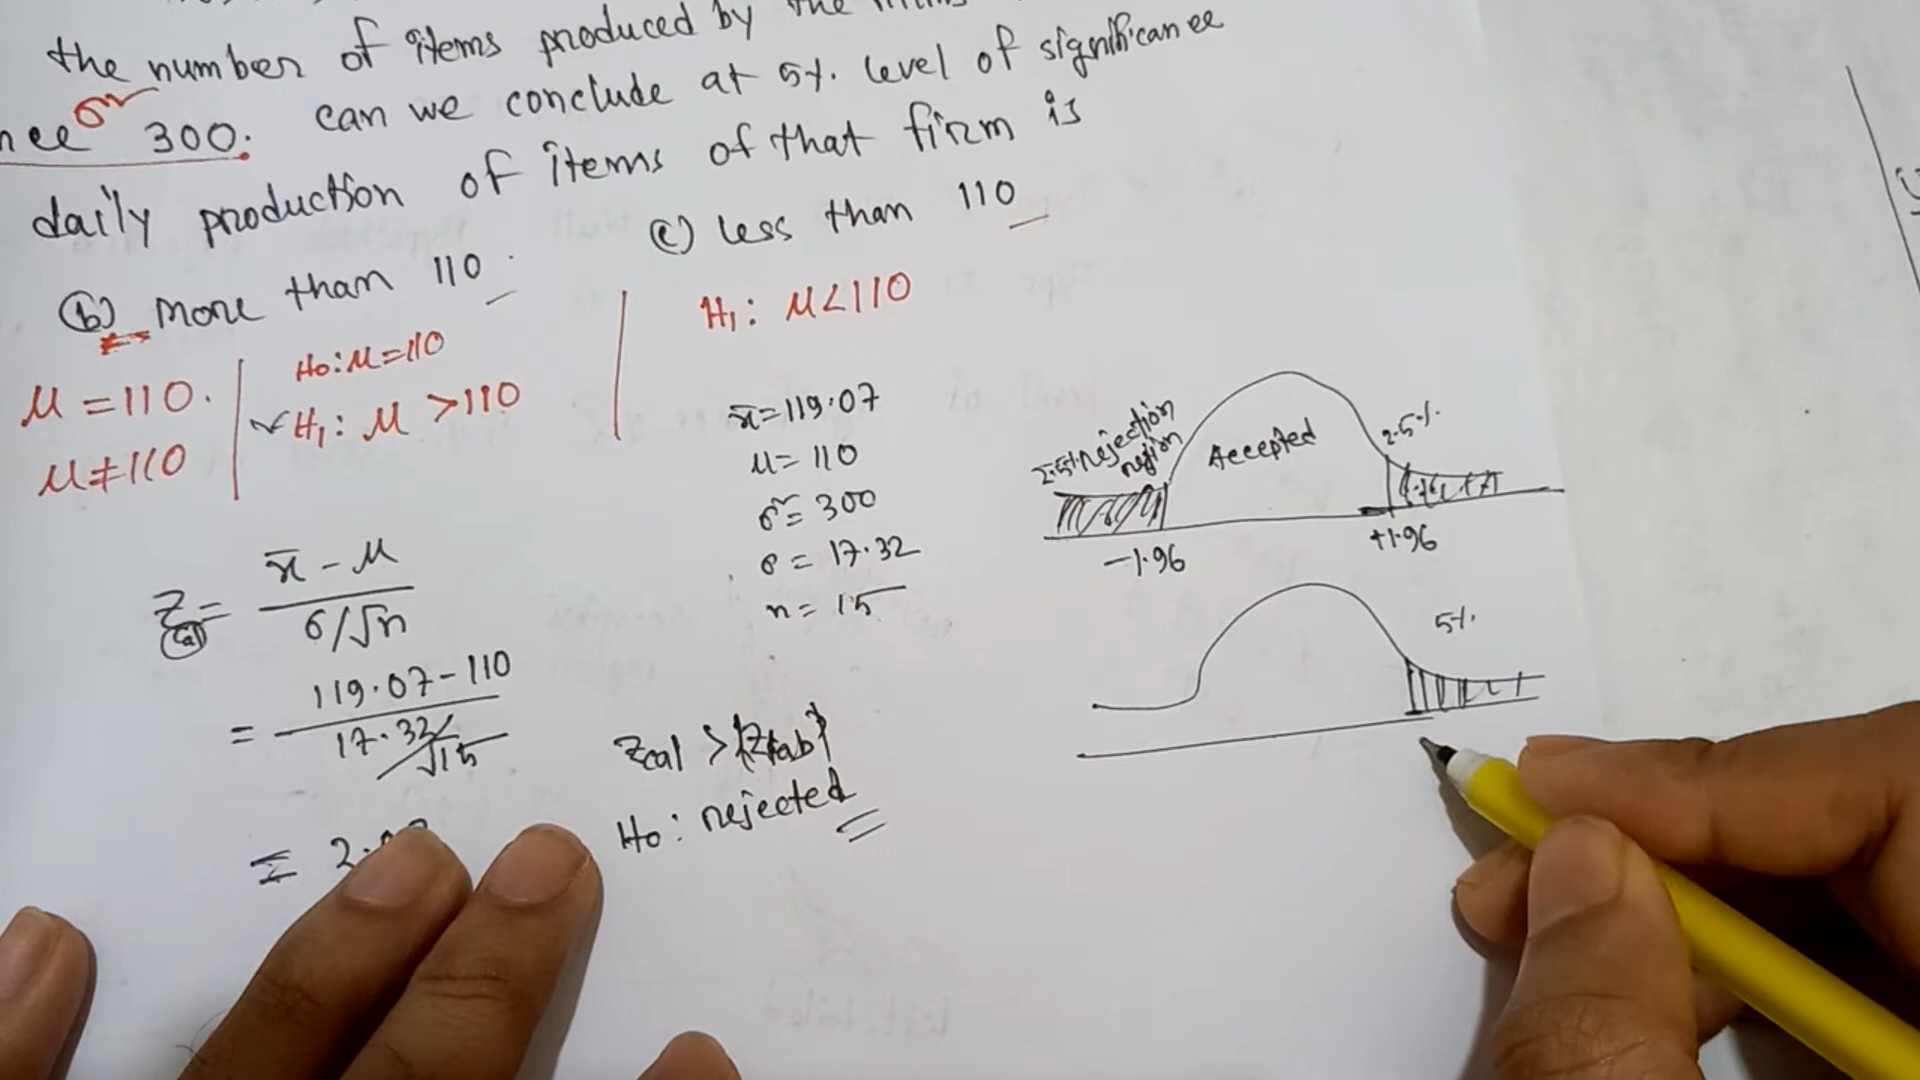 the number of items produced by the
300. can we conclude at 5%. level of significance
daily production of items of that firm is
(b) more than 110.
(c) less than 110
μ = 110.
μ ≠ 110
H₀: μ = 110
H₁: μ > 110
H₁: μ < 110
x̄ = 119.07
μ = 110
σ² = 300
σ = 17.32
n = 15
Z cal = x̄ - μ / σ/√n
= 119.07 - 110 / 17.32/√15
Zcal > |Ztab|
H₀: rejected
2.5% rejection
region
Accepted
2.5%
-1.96
+1.96
5%